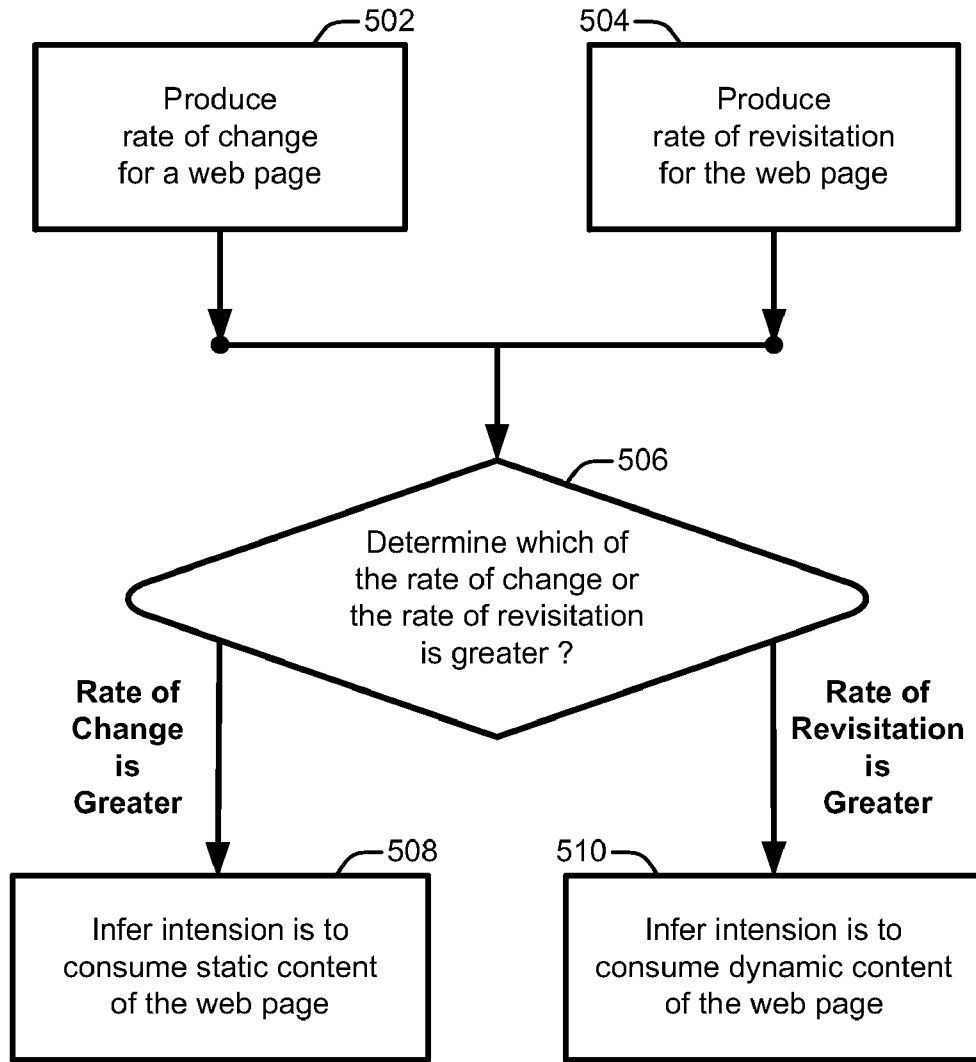 502
Produce
rate of change
for a web page
504
Produce
rate of revisitation
for the web page
506
Determine which of
the rate of change or
the rate of revisitation
is greater ?
Rate of
Change
is
Greater
Rate of
Revisitation
is
Greater
508
Infer intension is to
consume static content
of the web page
510
Infer intension is to
consume dynamic content
of the web page